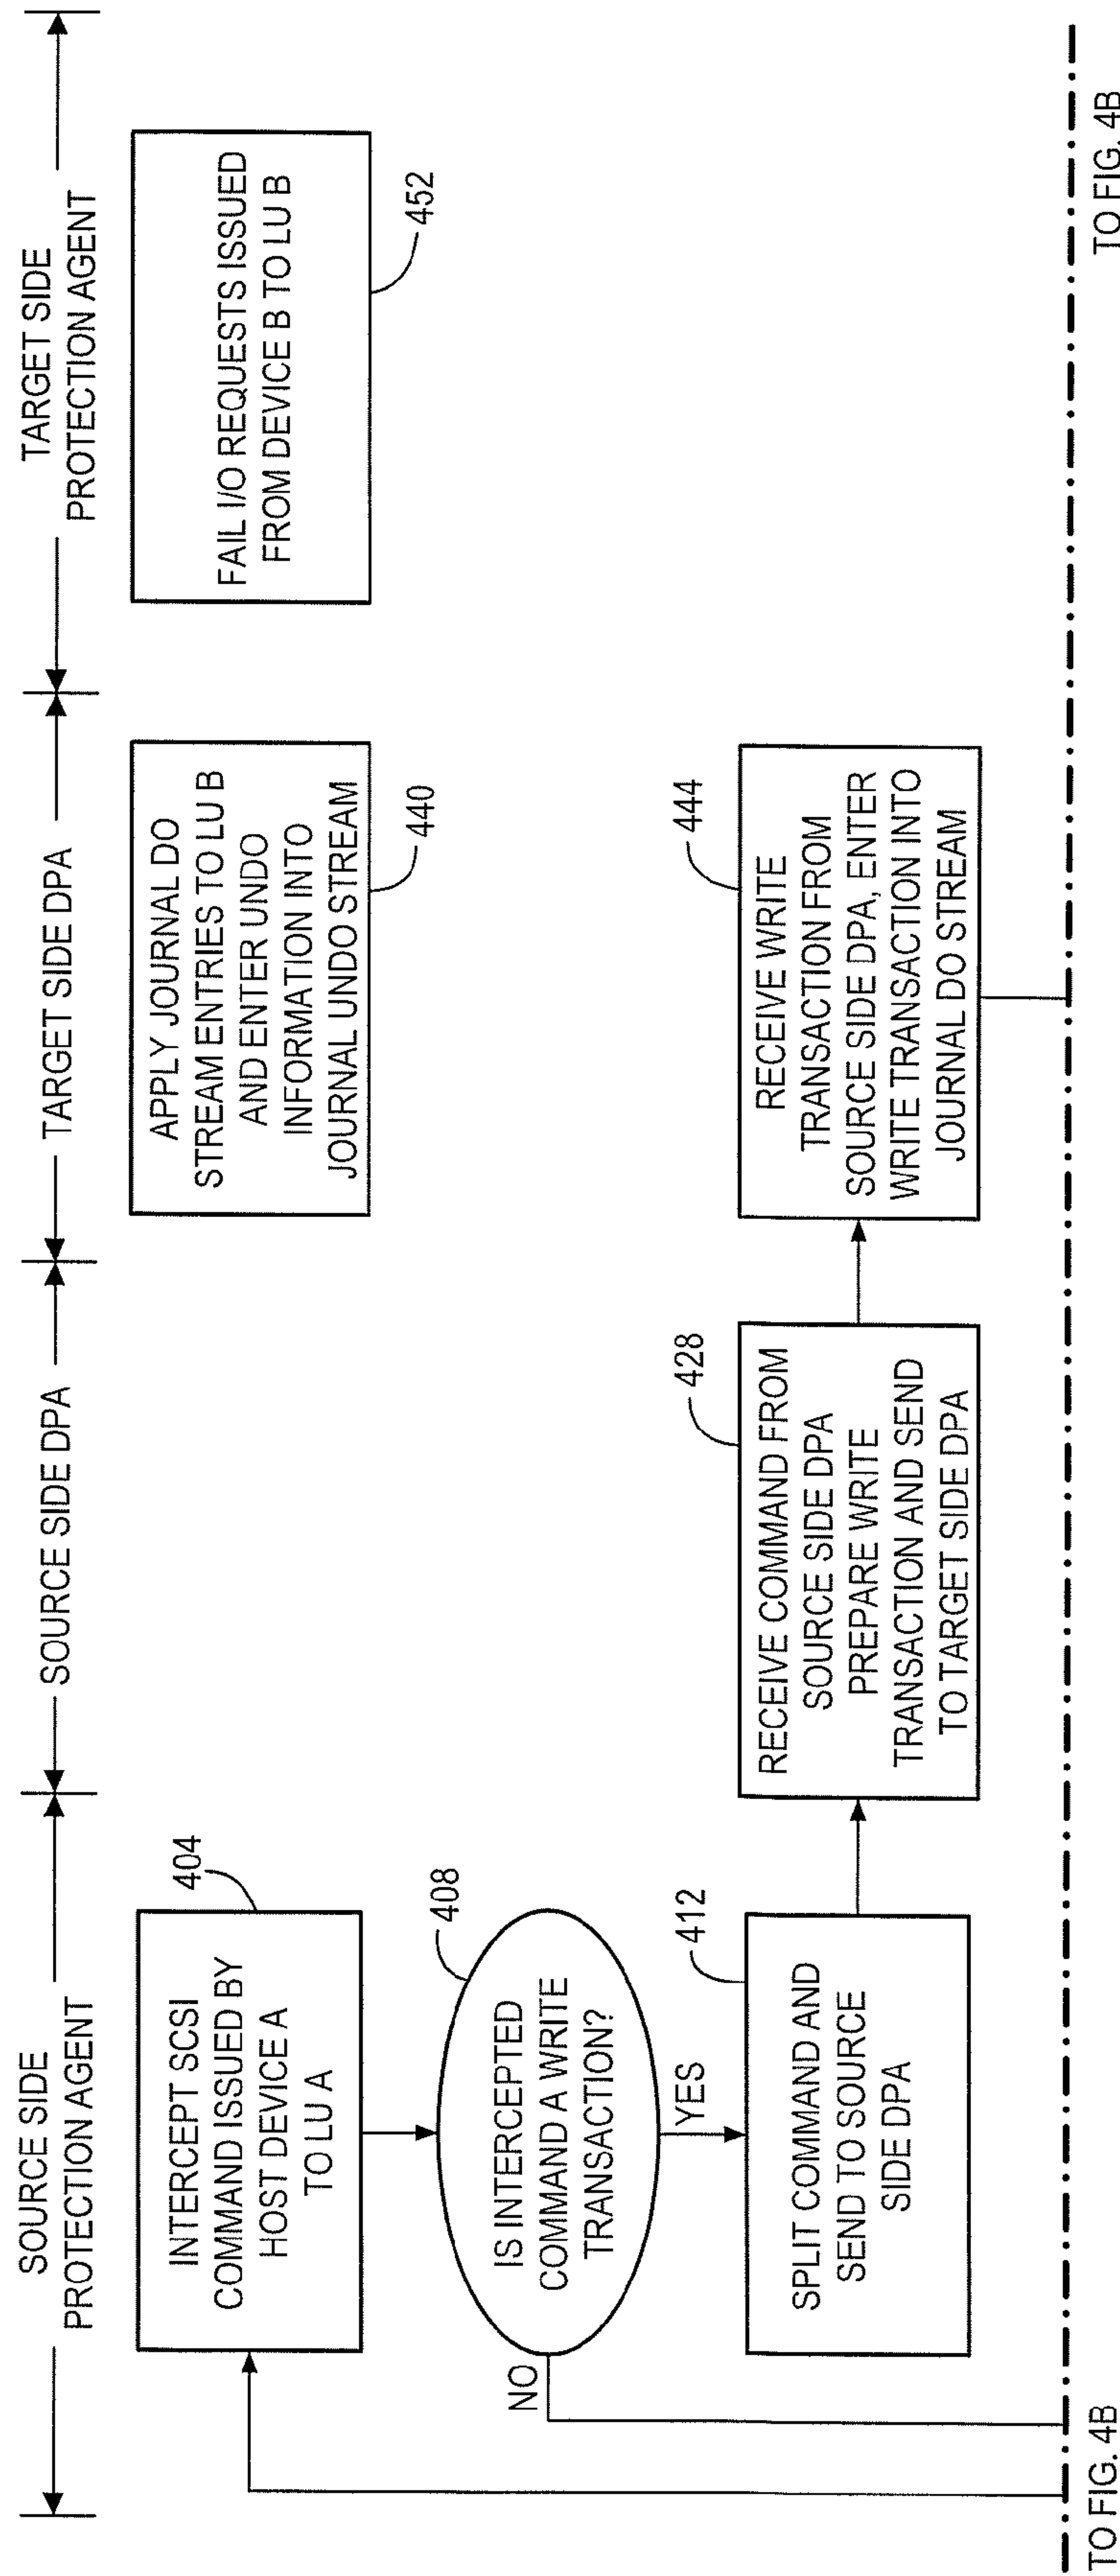 SOURCE SIDE
PROTECTION AGENT
SOURCE SIDE DPA
TARGET SIDE DPA
TARGET SIDE
PROTECTION AGENT
INTERCEPT SCSI
COMMAND ISSUED BY
HOST DEVICE A
TO LU A
404
APPLY JOURNAL DO
STREAM ENTRIES TO LU B
AND ENTER UNDO
INFORMATION INTO
JOURNAL UNDO STREAM
440
FAIL I/O REQUESTS ISSUED
FROM DEVICE B TO LU B
452
IS INTERCEPTED
COMMAND A WRITE
TRANSACTION?
408
NO
YES
SPLIT COMMAND AND
SEND TO SOURCE
SIDE DPA
412
RECEIVE COMMAND FROM
SOURCE SIDE DPA
PREPARE WRITE
TRANSACTION AND SEND
TO TARGET SIDE DPA
428
RECEIVE WRITE
TRANSACTION FROM
SOURCE SIDE DPA, ENTER
WRITE TRANSACTION INTO
JOURNAL DO STREAM
444
TO FIG. 4B
TO FIG. 4B